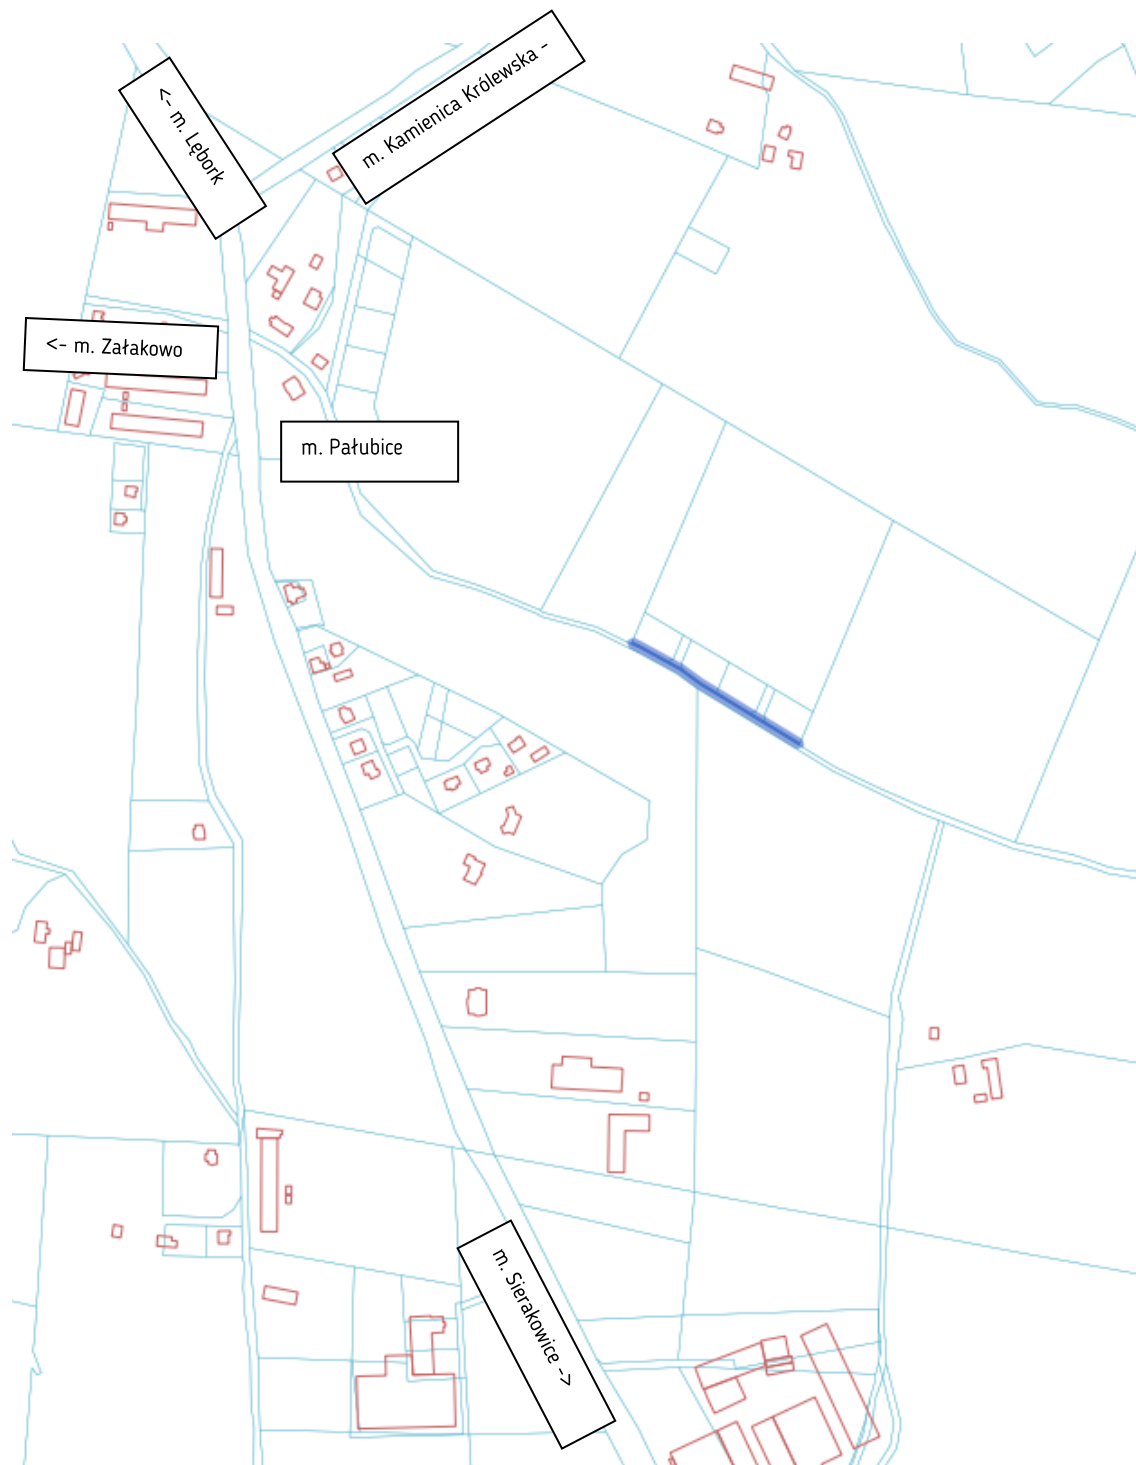 <- m. Lębork
m. Kamienica Królewska -
<- m. Załakowo
m. Pałubice
m. Sierakowice ->